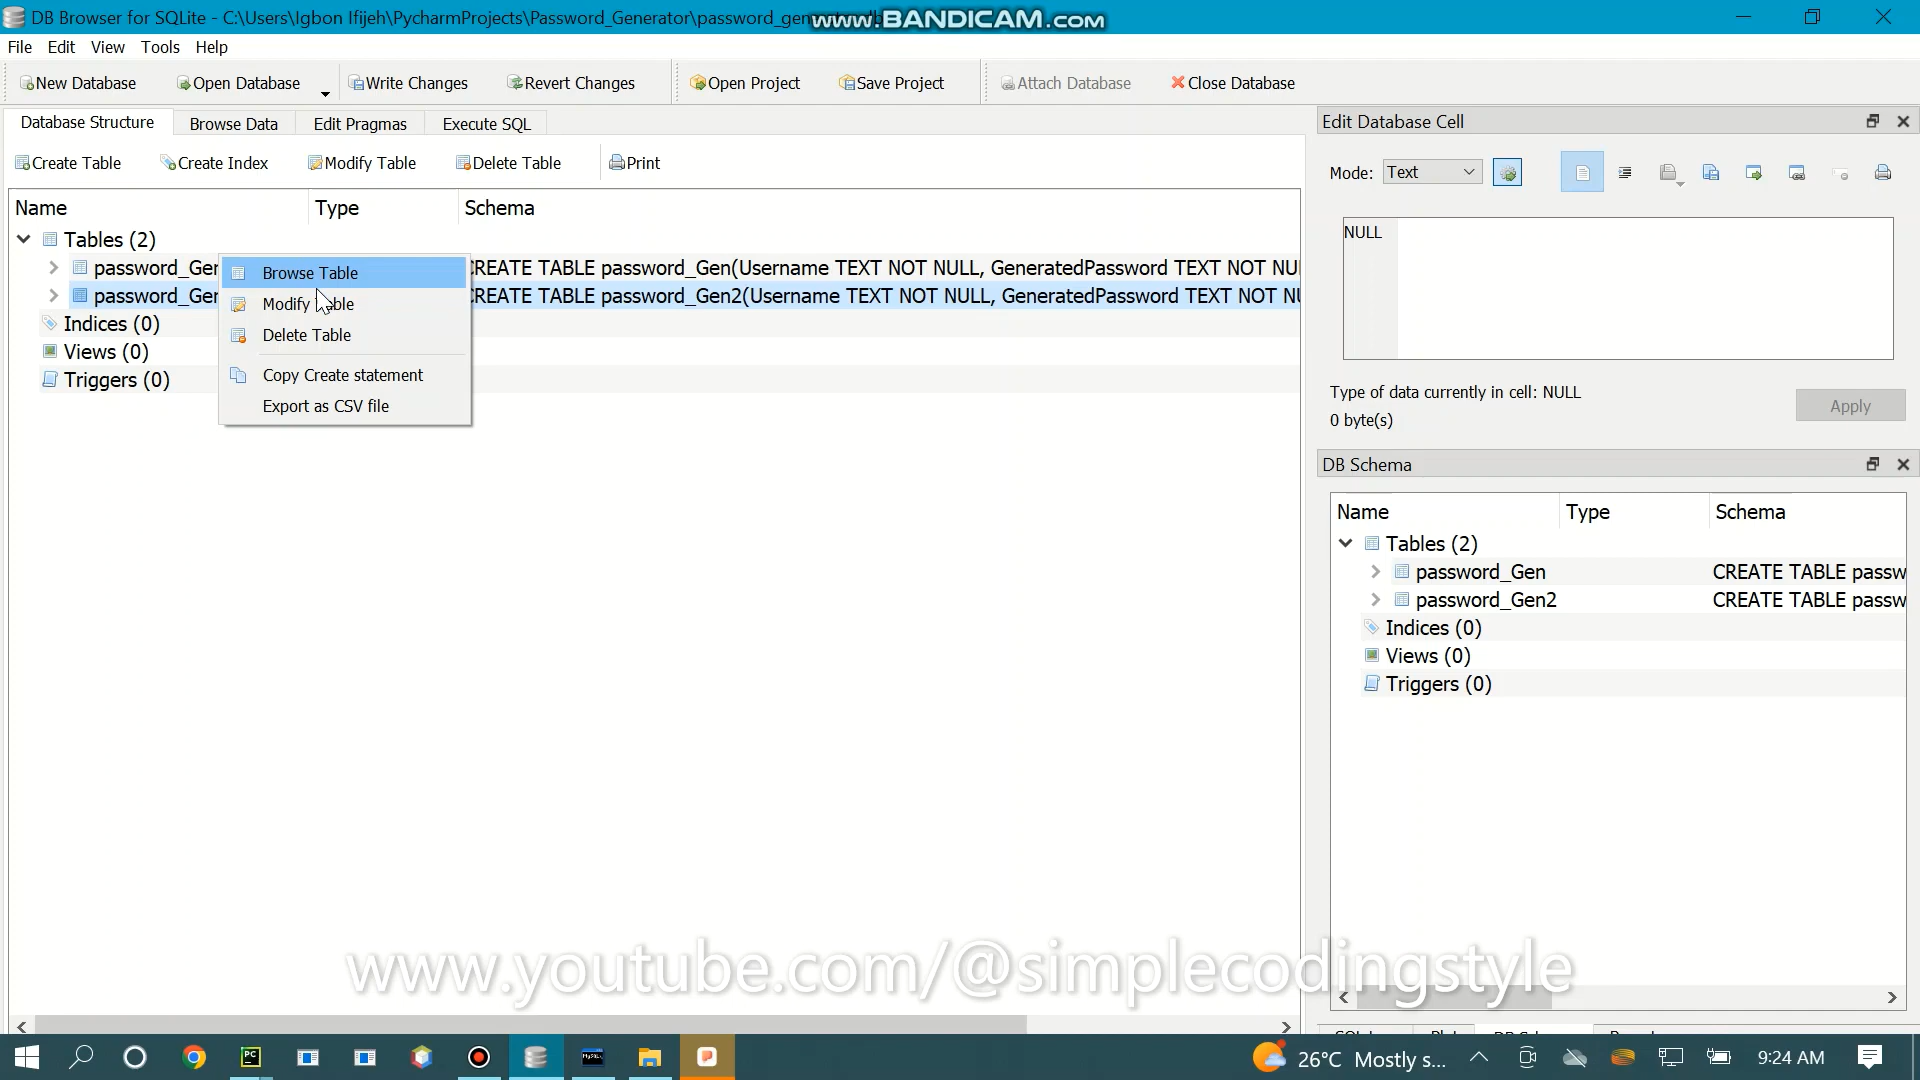 DB Browser for SQLite - C:\Users\Igbon Ifijeh\PycharmProjects\Password_Generator\password_gen
www.BANDICAM.com
File Edit View Tools Help
New Database Open Database Write Changes Revert Changes Open Project Save Project Attach Database Close Database
Database Structure Browse Data Edit Pragmas Execute SQL
Create Table Create Index Modify Table Delete Table Print
Name Type Schema
Tables (2)
password_Gen CREATE TABLE password_Gen(Username TEXT NOT NULL, GeneratedPassword TEXT NOT NU
password_Gen CREATE TABLE password_Gen2(Username TEXT NOT NULL, GeneratedPassword TEXT NOT NU
Indices (0)
Views (0)
Triggers (0)
Browse Table
Modify Table
Delete Table
Copy Create statement
Export as CSV file
Edit Database Cell
Mode: Text
NULL
Type of data currently in cell: NULL
0 byte(s)
Apply
DB Schema
Name Type Schema
Tables (2)
password_Gen CREATE TABLE passw
password_Gen2 CREATE TABLE passw
Indices (0)
Views (0)
Triggers (0)
www.youtube.com/@simplecodingstyle
PC
MySQL
26°C Mostly s...
9:24 AM